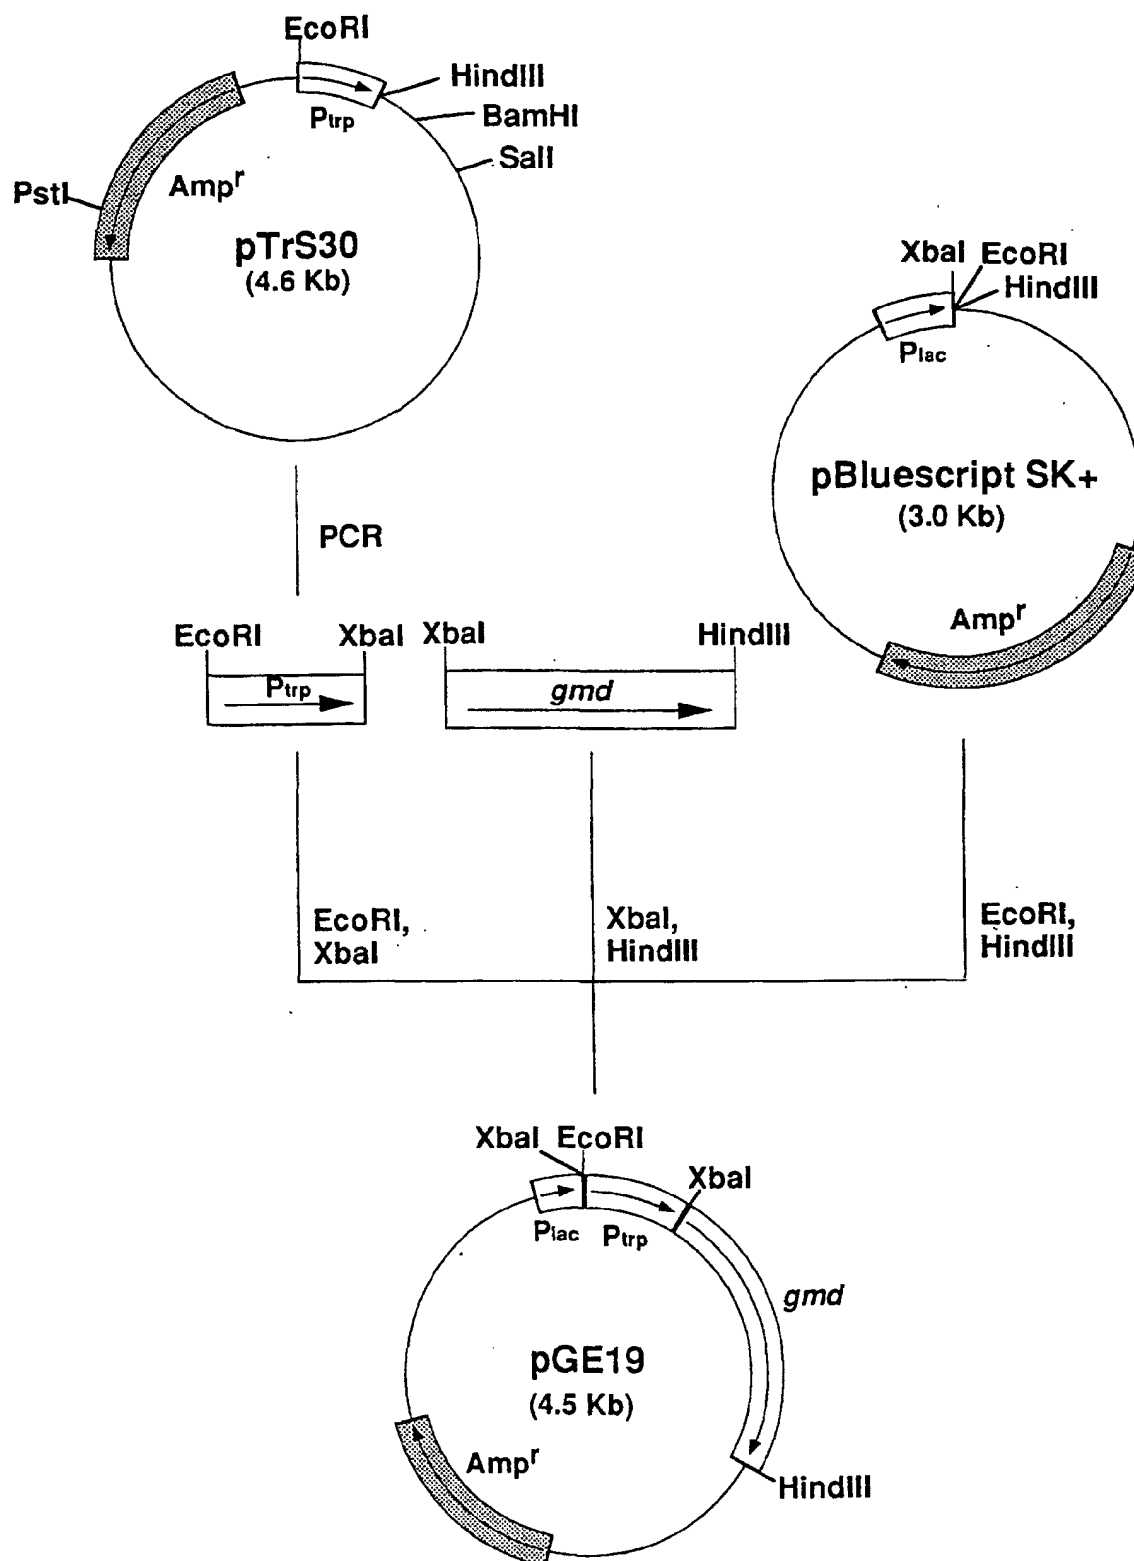 EcoRI
HindIII
Ptrp
BamHI
SalI
PstI
Ampr
pTrS30
(4.6 Kb)
XbaI EcoRI
HindIII
Plac
pBluescript SK+
(3.0 Kb)
Ampr
PCR
EcoRI XbaI XbaI HindIII
Ptrp
gmd
EcoRI,
XbaI
XbaI,
HindIII
EcoRI,
HindIII
XbaI EcoRI
XbaI
Plac Ptrp
gmd
pGE19
(4.5 Kb)
Ampr
HindIII